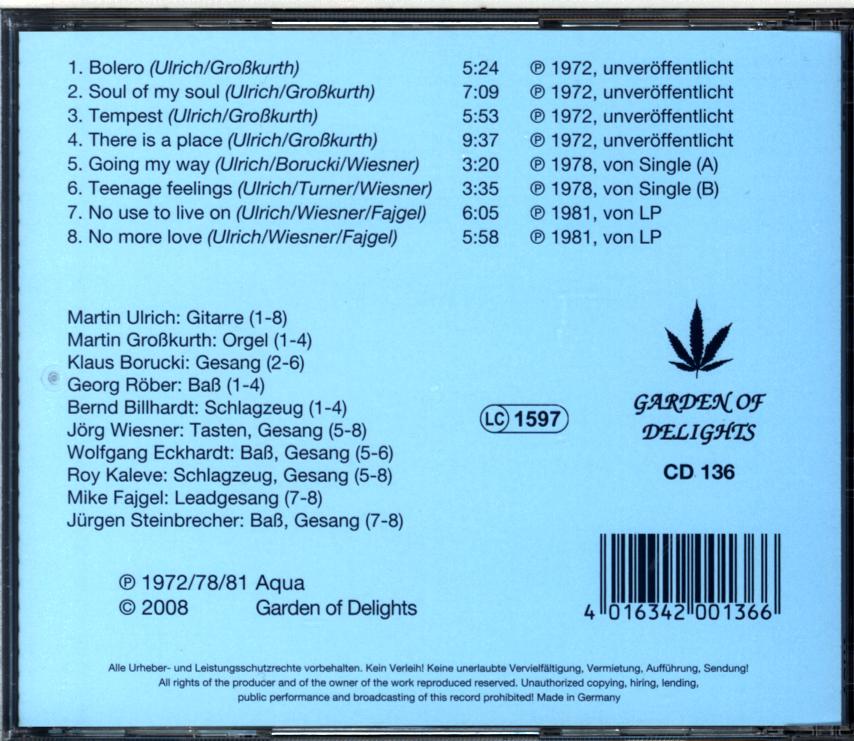 1. Bolero (Ulrich/Großkurth) 5:24 ℗ 1972, unveröffentlicht
2. Soul of my soul (Ulrich/Großkurth) 7:09 ℗ 1972, unveröffentlicht
3. Tempest (Ulrich/Großkurth) 5:53 ℗ 1972, unveröffentlicht
4. There is a place (Ulrich/Großkurth) 9:37 ℗ 1972, unveröffentlicht
5. Going my way (Ulrich/Borucki/Wiesner) 3:20 ℗ 1978, von Single (A)
6. Teenage feelings (Ulrich/Turner/Wiesner) 3:35 ℗ 1978, von Single (B)
7. No use to live on (Ulrich/Wiesner/Fajgel) 6:05 ℗ 1981, von LP
8. No more love (Ulrich/Wiesner/Fajgel) 5:58 ℗ 1981, von LP
Martin Ulrich: Gitarre (1-8)
Martin Großkurth: Orgel (1-4)
Klaus Borucki: Gesang (2-6)
Georg Röber: Baß (1-4)
Bernd Billhardt: Schlagzeug (1-4)
Jörg Wiesner: Tasten, Gesang (5-8)
Wolfgang Eckhardt: Baß, Gesang (5-6)
Roy Kaleve: Schlagzeug, Gesang (5-8)
Mike Fajgel: Leadgesang (7-8)
Jürgen Steinbrecher: Baß, Gesang (7-8)
LC 1597
GARDEN OF
DELIGHTS
CD 136
℗ 1972/78/81 Aqua
© 2008 Garden of Delights
4 016342 001366
Alle Urheber- und Leistungsschutzrechte vorbehalten. Kein Verleih! Keine unerlaubte Vervielfältigung, Vermietung, Aufführung, Sendung!
All rights of the producer and of the owner of the work reproduced reserved. Unauthorized copying, hiring, lending,
public performance and broadcasting of this record prohibited! Made in Germany